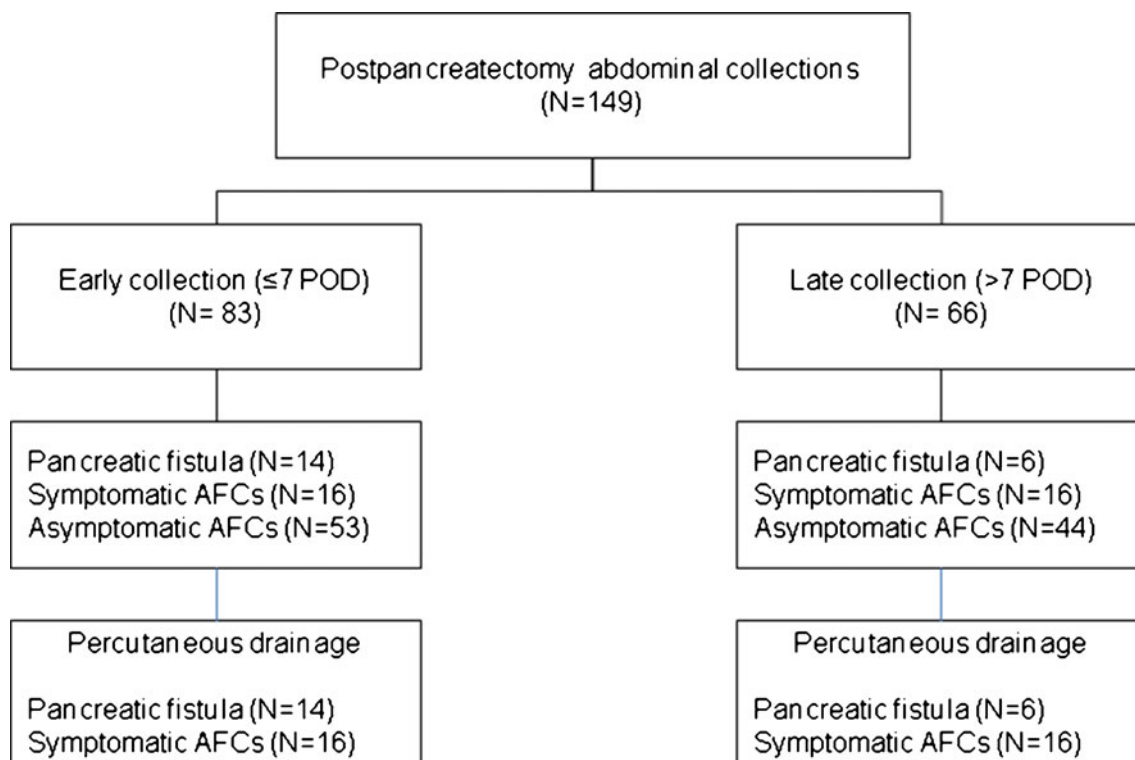 Postpancreatectomy abdominal collections
(N=149)
Early collection (≤7 POD)
(N= 83)
Late collection (>7 POD)
(N= 66)
Pancreatic fistula (N=14)
Symptomatic AFCs (N=16)
Asymptomatic AFCs (N=53)
Pancreatic fistula (N=6)
Symptomatic AFCs (N=16)
Asymptomatic AFCs (N=44)
Percutaneous drainage
Pancreatic fistula (N=14)
Symptomatic AFCs (N=16)
Percutaneous drainage
Pancreatic fistula (N=6)
Symptomatic AFCs (N=16)